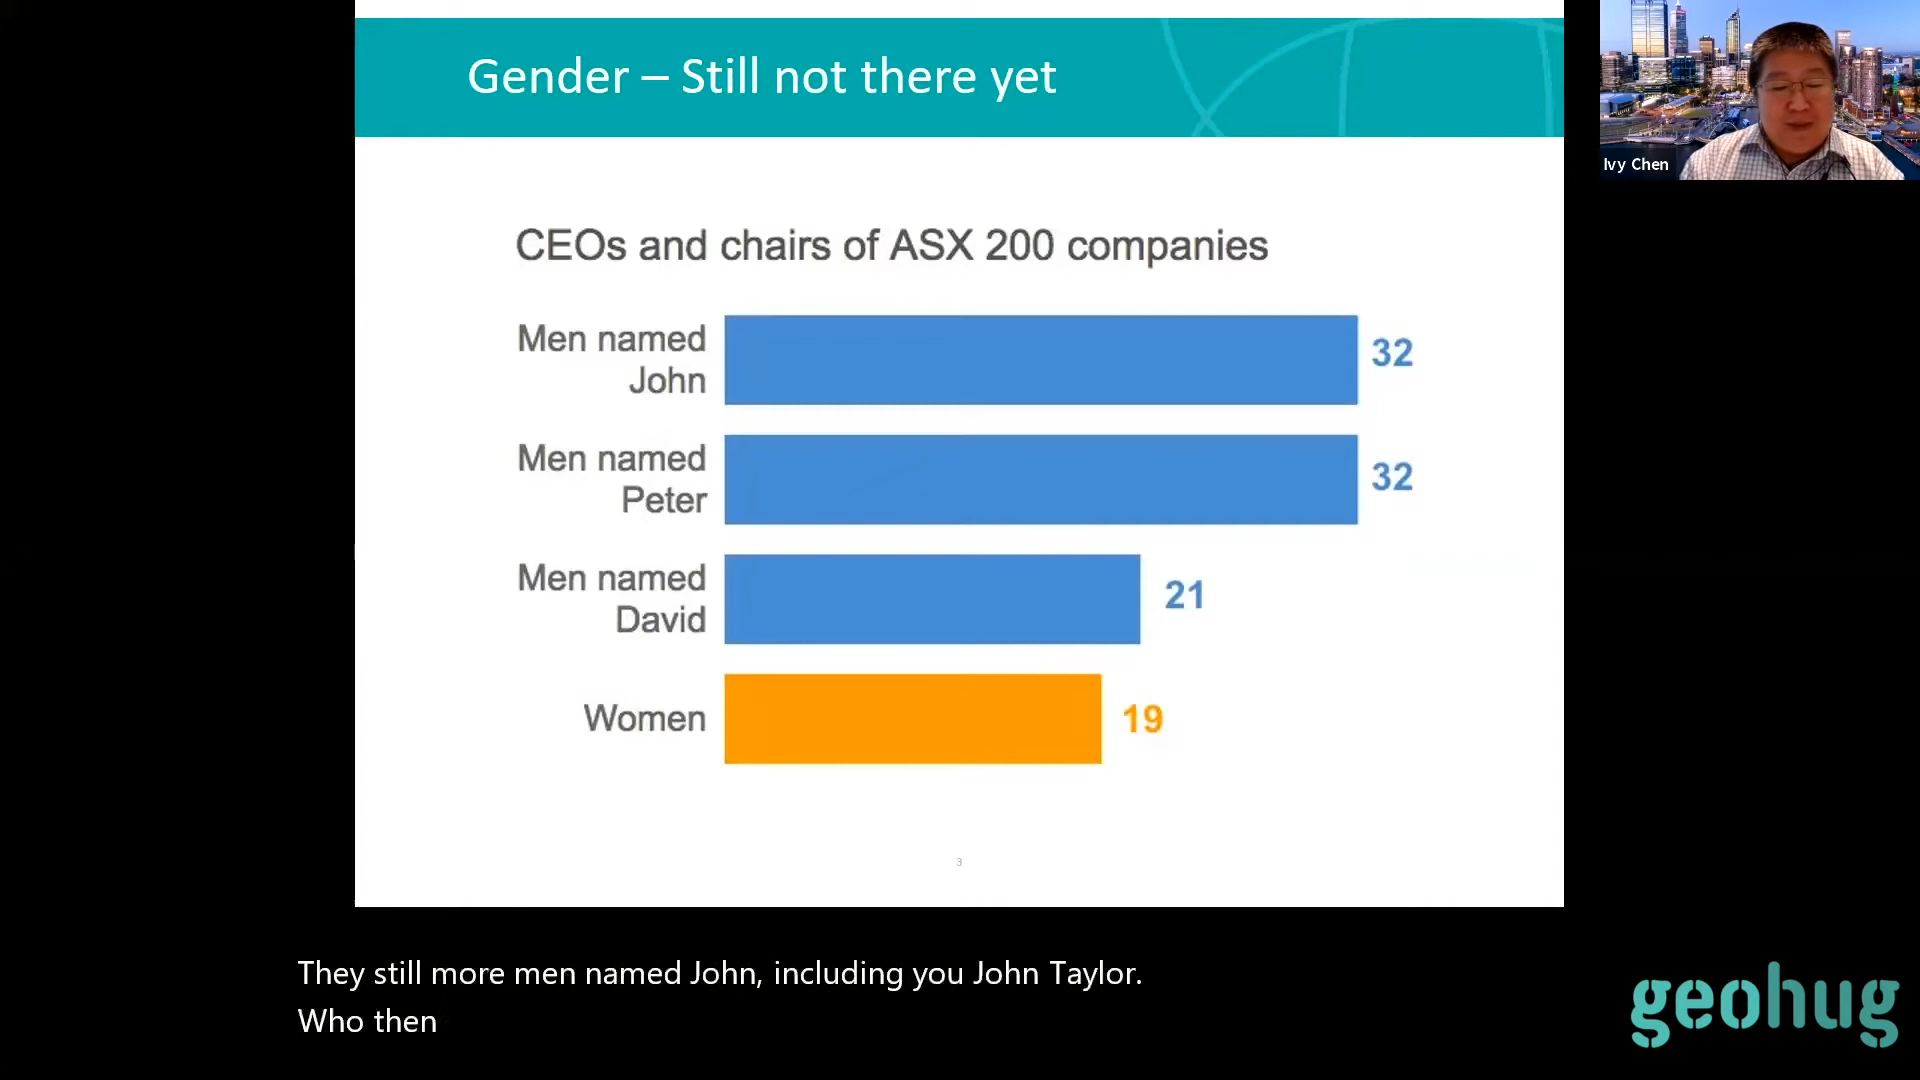 Gender – Still not there yet
Ivy Chen
CEOs and chairs of ASX 200 companies
Men named
John
32
Men named
Peter
32
Men named
David
21
Women
19
3
They still more men named John, including you John Taylor.
Who then
geohug